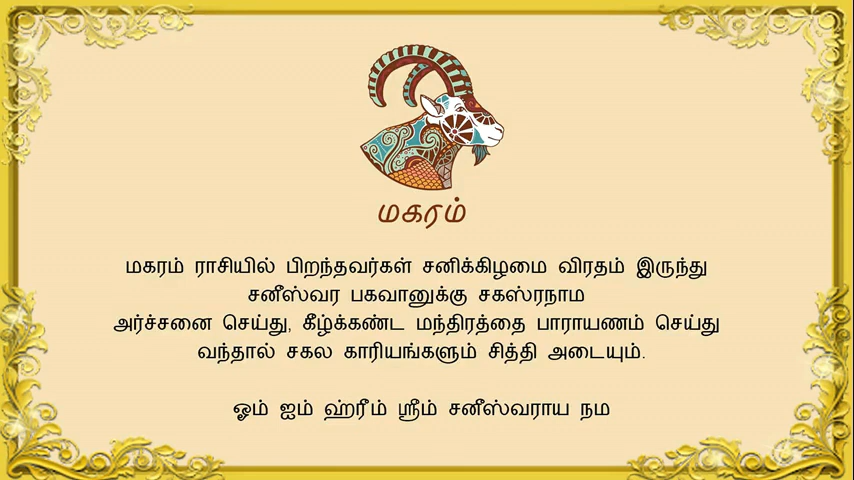 மகரம்
மகரம் ராசியில் பிறந்தவர்கள் சனிக்கிழமை விரதம் இருந்து
சனீஸ்வர பகவானுக்கு சகஸ்ரநாம
அர்ச்சனை செய்து, கீழ்க்கண்ட மந்திரத்தை பாராயணம் செய்து
வந்தால் சகல காரியங்களும் சித்தி அடையும்.
ஓம் ஐம் ஹ்ரீம் ஸ்ரீம் சனீஸ்வராய நம